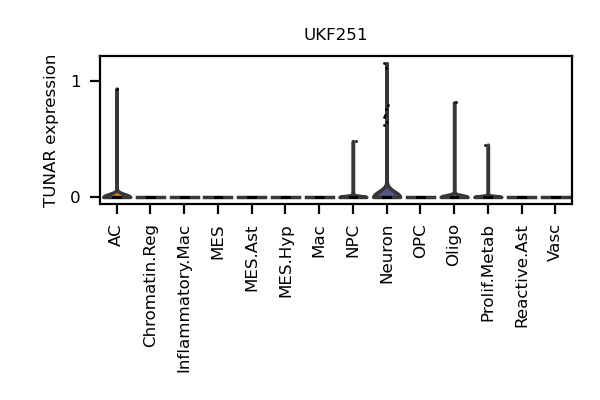 UKF251
TUNAR expression
1
0
AC
Chromatin.Reg
Inflammatory.Mac
MES
MES.Ast
MES.Hyp
Mac
NPC
Neuron
OPC
Oligo
Prolif.Metab
Reactive.Ast
Vasc